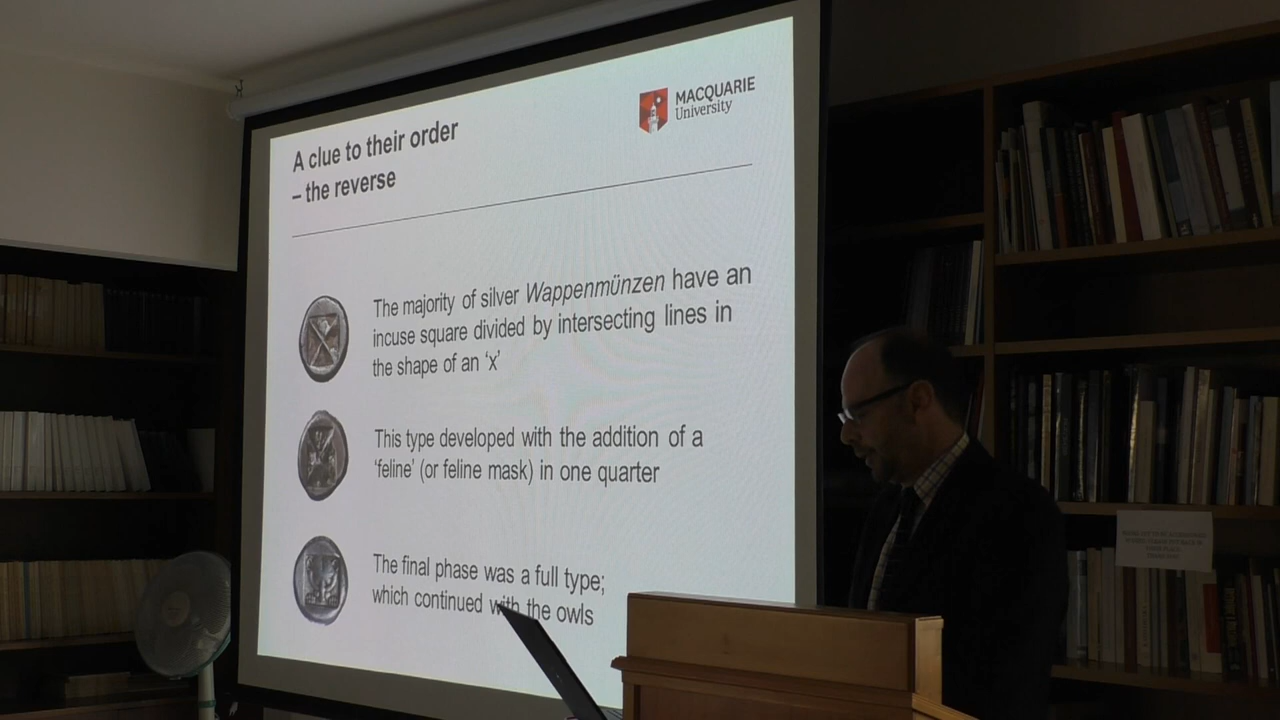 MACQUARIE
University
A clue to their order
– the reverse
The majority of silver Wappenmünzen have an
incuse square divided by intersecting lines in
the shape of an ‘x’
This type developed with the addition of a
‘feline’ (or feline mask) in one quarter
The final phase was a full type;
which continued with the owls